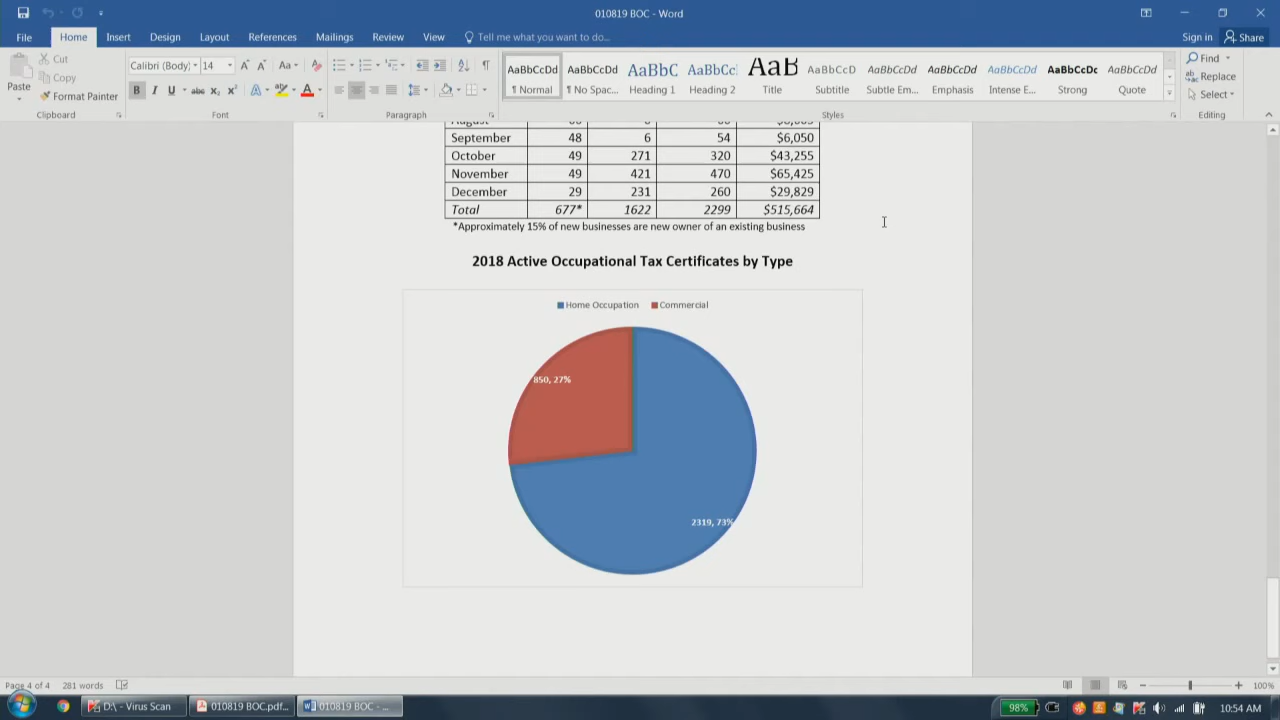 010819 BOC - Word
File Home Insert Design Layout References Mailings Review View Tell me what you want to do... Sign in Share
Paste
Cut
Copy
Format Painter
Clipboard
Calibri (Body) 14
Aa
B I U abc x₂ x²
Font
Paragraph
AaBbCcDd AaBbCcDd AaBbC AaBbCc AaB AaBbCcD AaBbCcDd AaBbCcDd AaBbCcDd AaBbCcDc AaBbCcDd
¶ Normal ¶ No Spac... Heading 1 Heading 2 Title Subtitle Subtle Em... Emphasis Intense E... Strong Quote
Styles
Find
Replace
Select
Editing
September 48 6 54 $6,050
October 49 271 320 $43,255
November 49 421 470 $65,425
December 29 231 260 $29,829
Total 677* 1622 2299 $515,664
*Approximately 15% of new businesses are new owner of an existing business
2018 Active Occupational Tax Certificates by Type
Home Occupation Commercial
850, 27%
2319, 73%
Page 4 of 4 281 words 100%
D:\ - Virus Scan 010819 BOC.pdf... 010819 BOC - ... 98% 10:54 AM